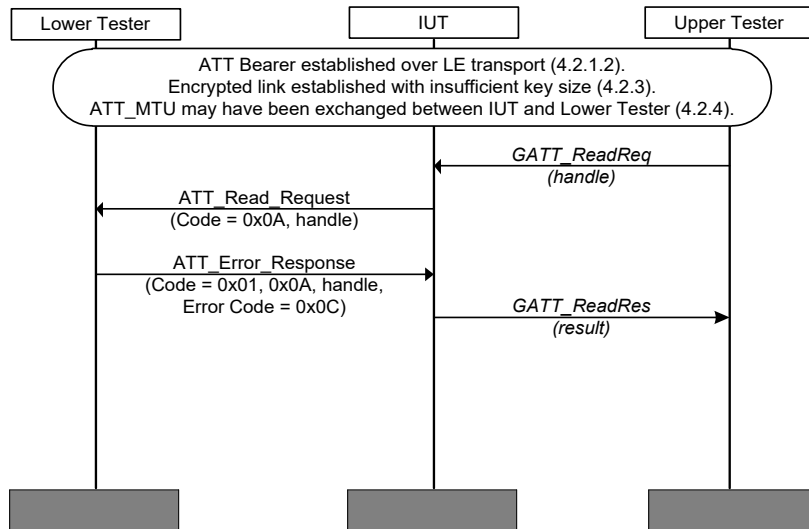 Lower Tester
IUT
Upper Tester
ATT Bearer established over LE transport (4.2.1.2).
Encrypted link established with insufficient key size (4.2.3).
ATT_MTU may have been exchanged between IUT and Lower Tester (4.2.4).
GATT_ReadReq
(handle)
ATT_Read_Request
(Code = 0x0A, handle)
ATT_Error_Response
(Code = 0x01, 0x0A, handle,
Error Code = 0x0C)
GATT_ReadRes
(result)